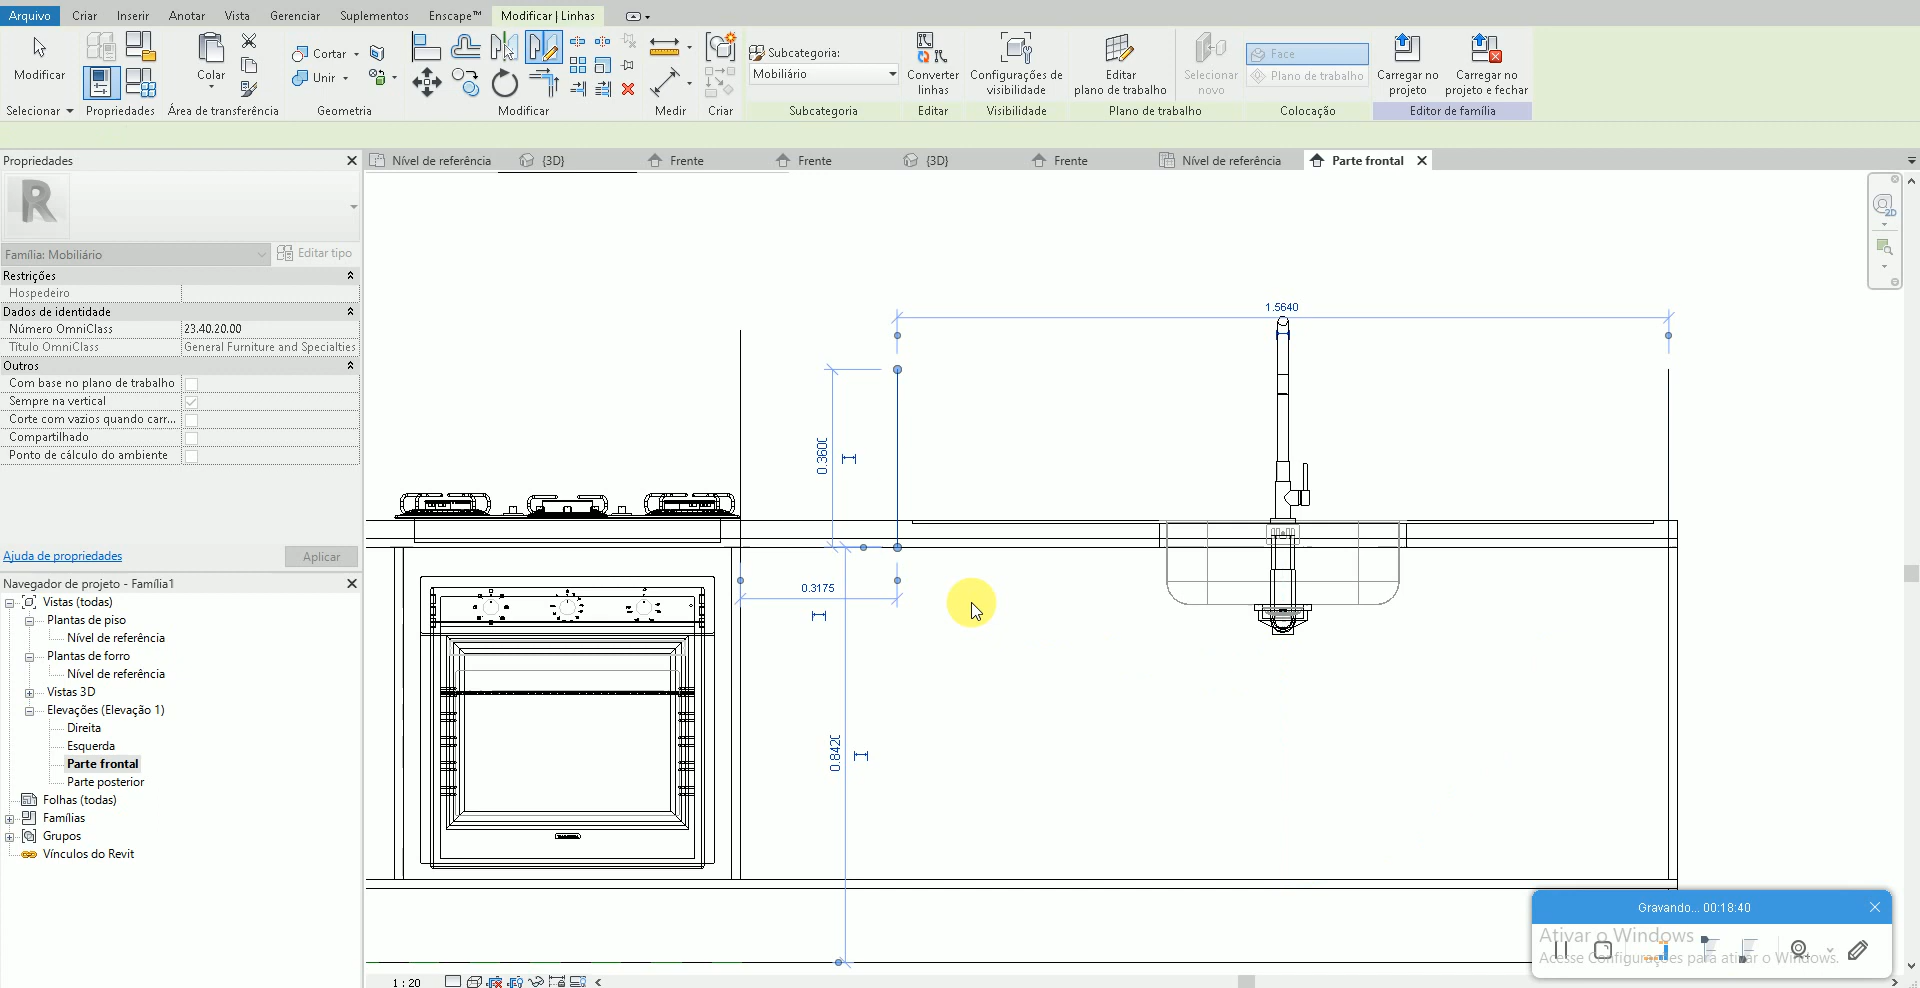 Arquivo Criar Inserir Anotar Vista Gerenciar Suplementos Enscape™ Modificar | Linhas
Modificar
Colar
Cortar
Unir
Subcategoria:
Mobiliário
Converter linhas
Configurações de visibilidade
Editar plano de trabalho
Selecionar novo
Face
Plano de trabalho
Carregar no projeto
Carregar no projeto e fechar
Selecionar Propriedades Área de transferência Geometria Modificar Medir Criar Subcategoria Editar Visibilidade Plano de trabalho Colocação Editor de família
Propriedades
Nível de referência {3D} Frente Frente {3D} Frente Nível de referência Parte frontal
R
Família: Mobiliário Editar tipo
Restrições
Hospedeiro
Dados de identidade
Número OmniClass 23.40.20.00
Título OmniClass General Furniture and Specialties
Outros
Com base no plano de trabalho
Sempre na vertical
Corte com vazios quando carr...
Compartilhado
Ponto de cálculo do ambiente
Ajuda de propriedades Aplicar
Navegador de projeto - Família1
Vistas (todas)
Plantas de piso
Nível de referência
Plantas de forro
Nível de referência
Vistas 3D
Elevações (Elevação 1)
Direita
Esquerda
Parte frontal
Parte posterior
Folhas (todas)
Famílias
Grupos
Vínculos do Revit
2D
1.5640
0.3600
0.3175
0.8420
1 : 20
Gravando... 00:18:40
Ativar o Windows
Acesse Configurações para ativar o Windows.